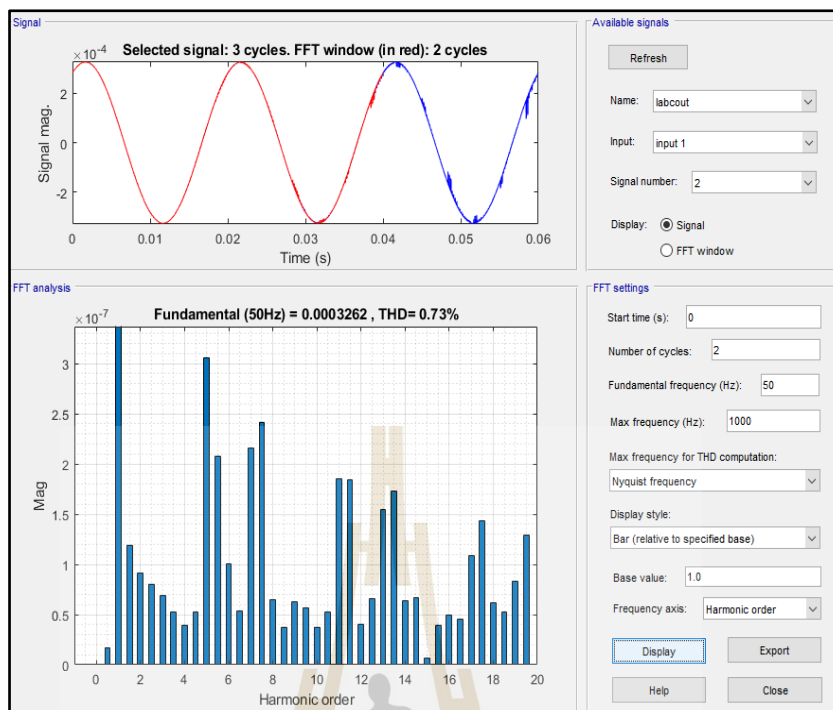 Signal
Selected signal: 3 cycles. FFT window (in red): 2 cycles
×10⁻⁴
2
0
-2
Signal mag.
0 0.01 0.02 0.03 0.04 0.05 0.06
Time (s)
Available signals
Refresh
Name: labcout
Input: input 1
Signal number: 2
Display: Signal
FFT window
FFT analysis
Fundamental (50Hz) = 0.0003262 , THD= 0.73%
×10⁻⁷
3
2.5
2
1.5
1
0.5
0
Mag
0 2 4 6 8 10 12 14 16 18 20
Harmonic order
FFT settings
Start time (s): 0
Number of cycles: 2
Fundamental frequency (Hz): 50
Max frequency (Hz): 1000
Max frequency for THD computation:
Nyquist frequency
Display style:
Bar (relative to specified base)
Base value: 1.0
Frequency axis: Harmonic order
Display Export
Help Close